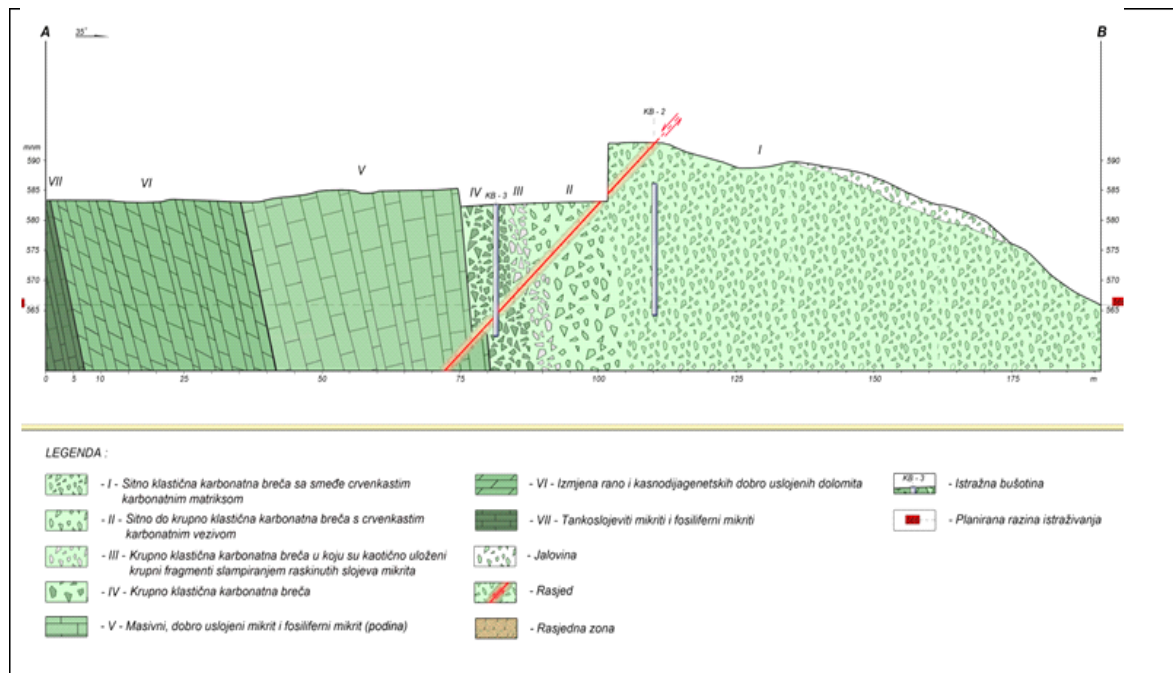 A
35°
B
KB - 2
I
mnm
590
590
V
VII
VI
IV
KB - 3
III
II
585
585
580
580
575
575
570
570
565
565
0
5
10
25
50
75
100
125
150
175
m
LEGENDA :
- I - Sitno klastična karbonatna breča sa smeđe crvenkastim
karbonatnim matriksom
- II - Sitno do krupno klastična karbonatna breča s crvenkastim
karbonatnim vezivom
- III - Krupno klastična karbonatna breča u koju su kaotično uloženi
krupni fragmenti slampiranjem raskinutih slojeva mikrita
- IV - Krupno klastična karbonatna breča
- V - Masivni, dobro uslojeni mikrit i fosiliferni mikrit (podina)
- VI - Izmjena rano i kasnodijagenetskih dobro uslojenih dolomita
- VII - Tankoslojeviti mikriti i fosiliferni mikriti
- Jalovina
- Rasjed
- Rasjedna zona
KB - 3
- Istražna bušotina
- Planirana razina istraživanja